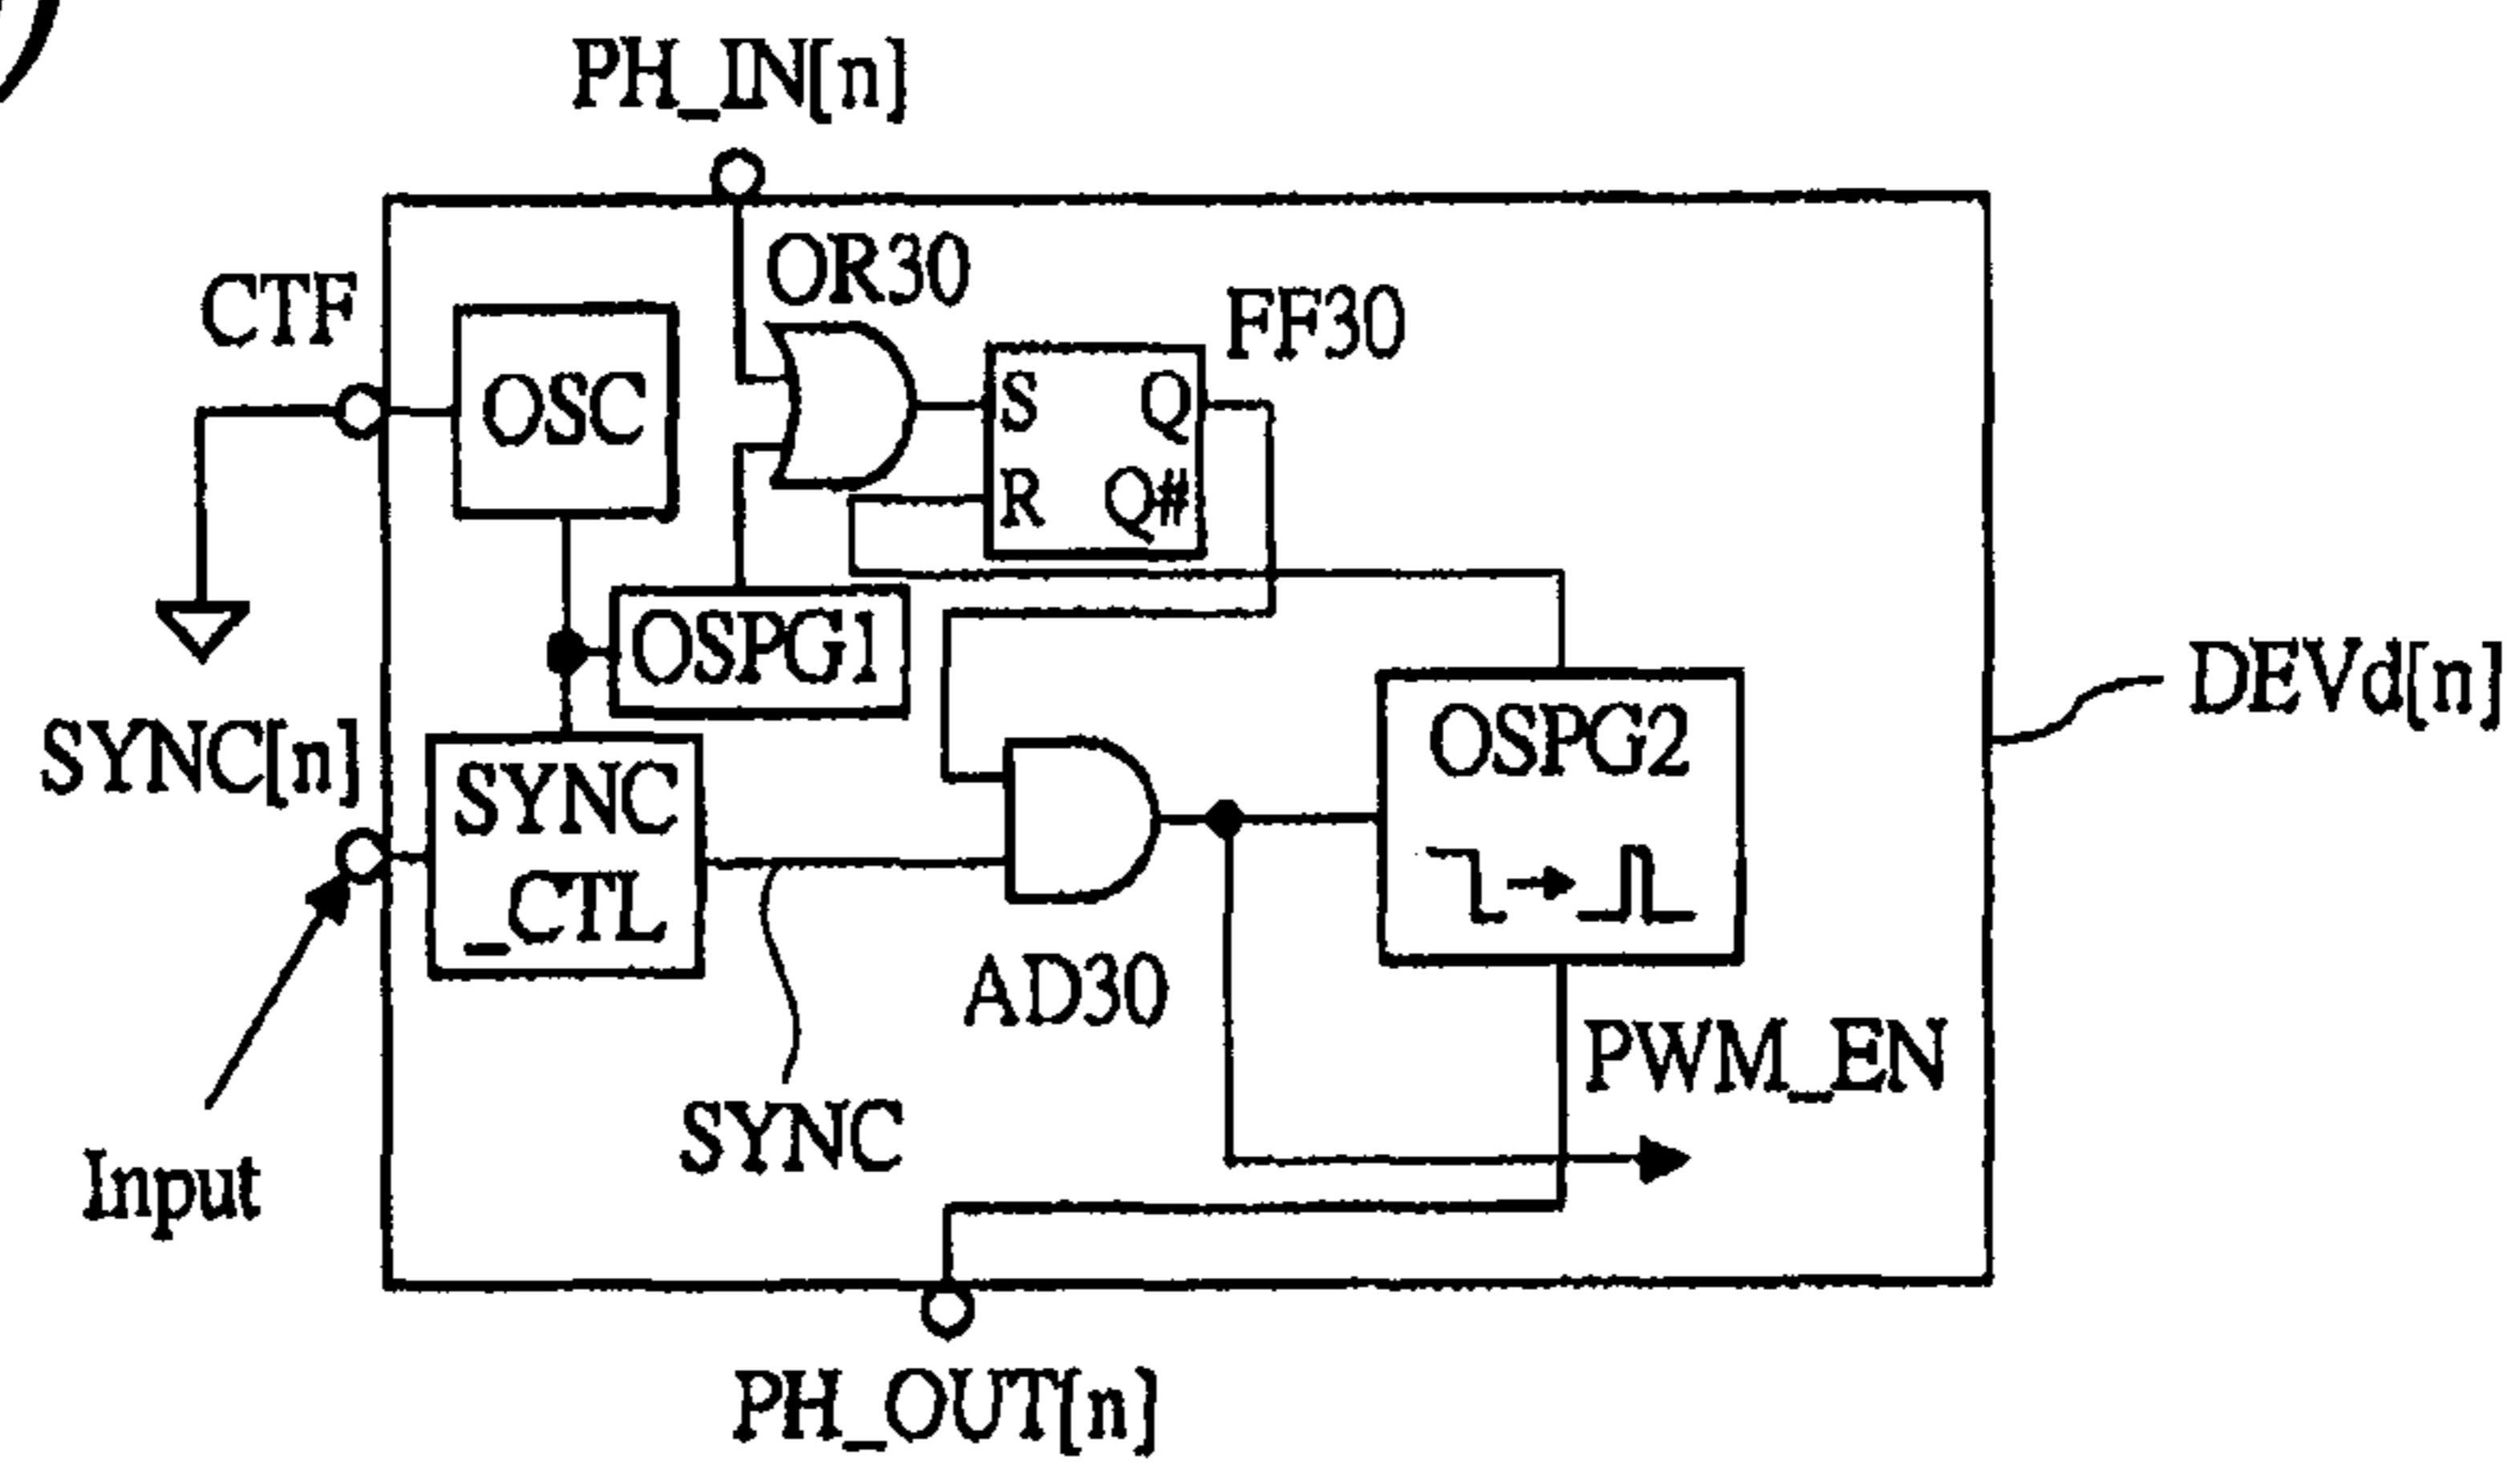 )
PH_IN[n]
OR30
CTF
FF30
OSC
S Q
R Q#
OSPG1
DEVd[n]
SYNC[n]
OSPG2
SYNC
_CTL
AD30
PWM_EN
SYNC
Input
PH_OUT[n]